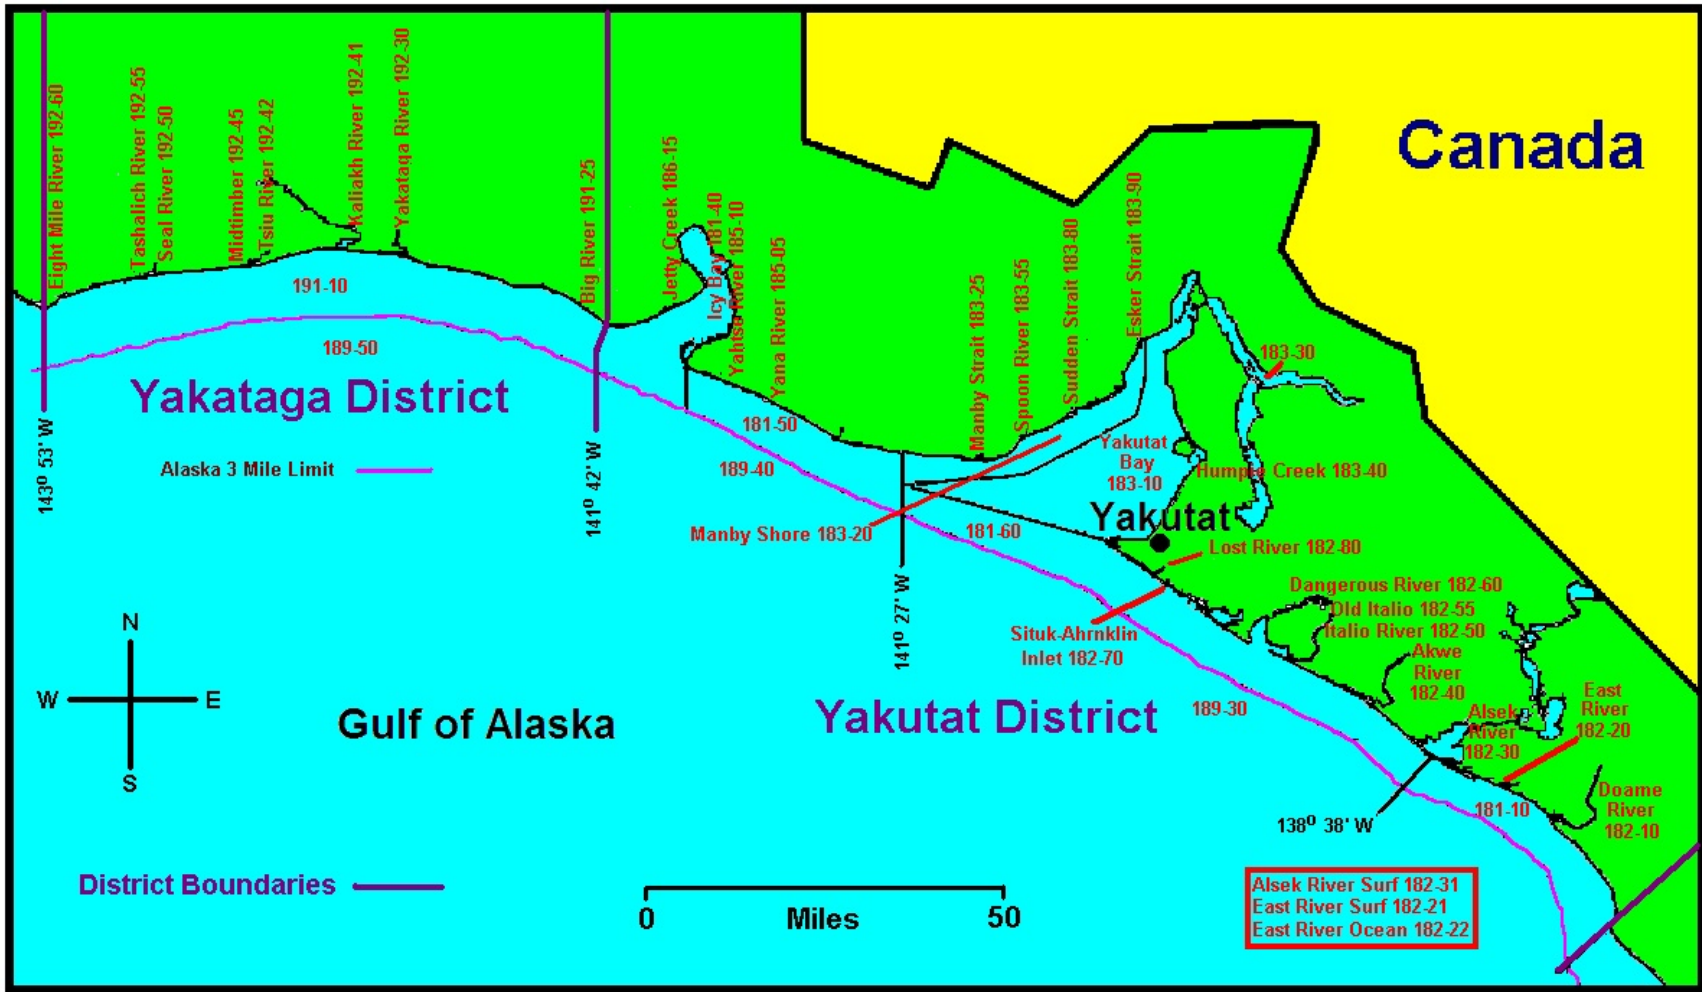 Canada
Eight Mile River 192-60
Tashalich River 192-55
Seal River 192-50
Midtimber 192-45
Tsiu River 192-42
Kaliakh River 192-41
Yakataga River 192-30
Big River 191-25
Jetty Creek 186-15
Icy Bay 181-40
Yahtse River 185-10
Yana River 185-05
Manby Strait 183-25
Spoon River 183-55
Sudden Strait 183-80
Esker Strait 183-90
191-10
189-50
183-30
Yakataga District
181-50
189-40
Yakutat
Bay
183-10
Humpie Creek 183-40
143⁰ 53' W
Alaska 3 Mile Limit
141⁰ 42' W
Manby Shore 183-20
181-60
Yakutat
Lost River 182-80
141⁰ 27' W
Dangerous River 182-60
Old Italio 182-55
Italio River 182-50
Situk-Ahrnklin
Inlet 182-70
Akwe
River
182-40
N
W
E
S
Gulf of Alaska
Yakutat District
189-30
Alsek
River
182-30
East
River
182-20
138⁰ 38' W
181-10
Doame
River
182-10
District Boundaries
0
Miles
50
Alsek River Surf 182-31
East River Surf 182-21
East River Ocean 182-22